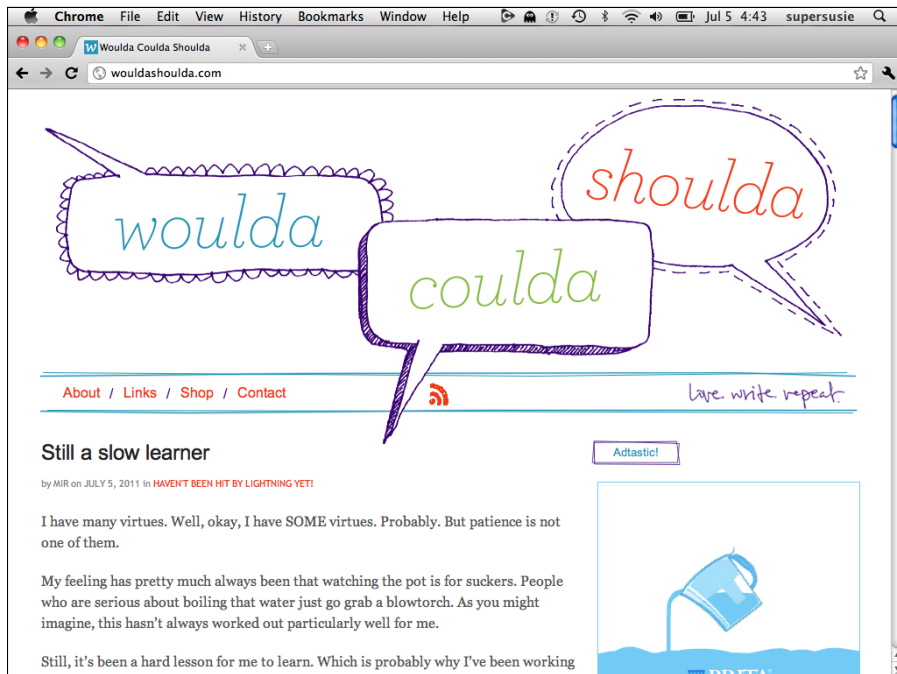 Chrome File Edit View History Bookmarks Window Help Jul 5 4:43 supersusie
W Woulda Coulda Shoulda
wouldashoulda.com
woulda
shoulda
coulda
About / Links / Shop / Contact
love. write. repeat.
Still a slow learner
Adtastic!
by MIR on JULY 5, 2011 in HAVEN'T BEEN HIT BY LIGHTNING YET!
I have many virtues. Well, okay, I have SOME virtues. Probably. But patience is not
one of them.
My feeling has pretty much always been that watching the pot is for suckers. People
who are serious about boiling that water just go grab a blowtorch. As you might
imagine, this hasn't always worked out particularly well for me.
Still, it's been a hard lesson for me to learn. Which is probably why I've been working